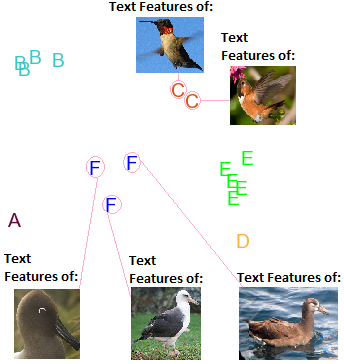 Text Features of:
Text
Features of:
B B B B
C
C
F F
F
E
E
E
E
E
A
D
Text
Features of:
Text
Features of:
Text Features of: